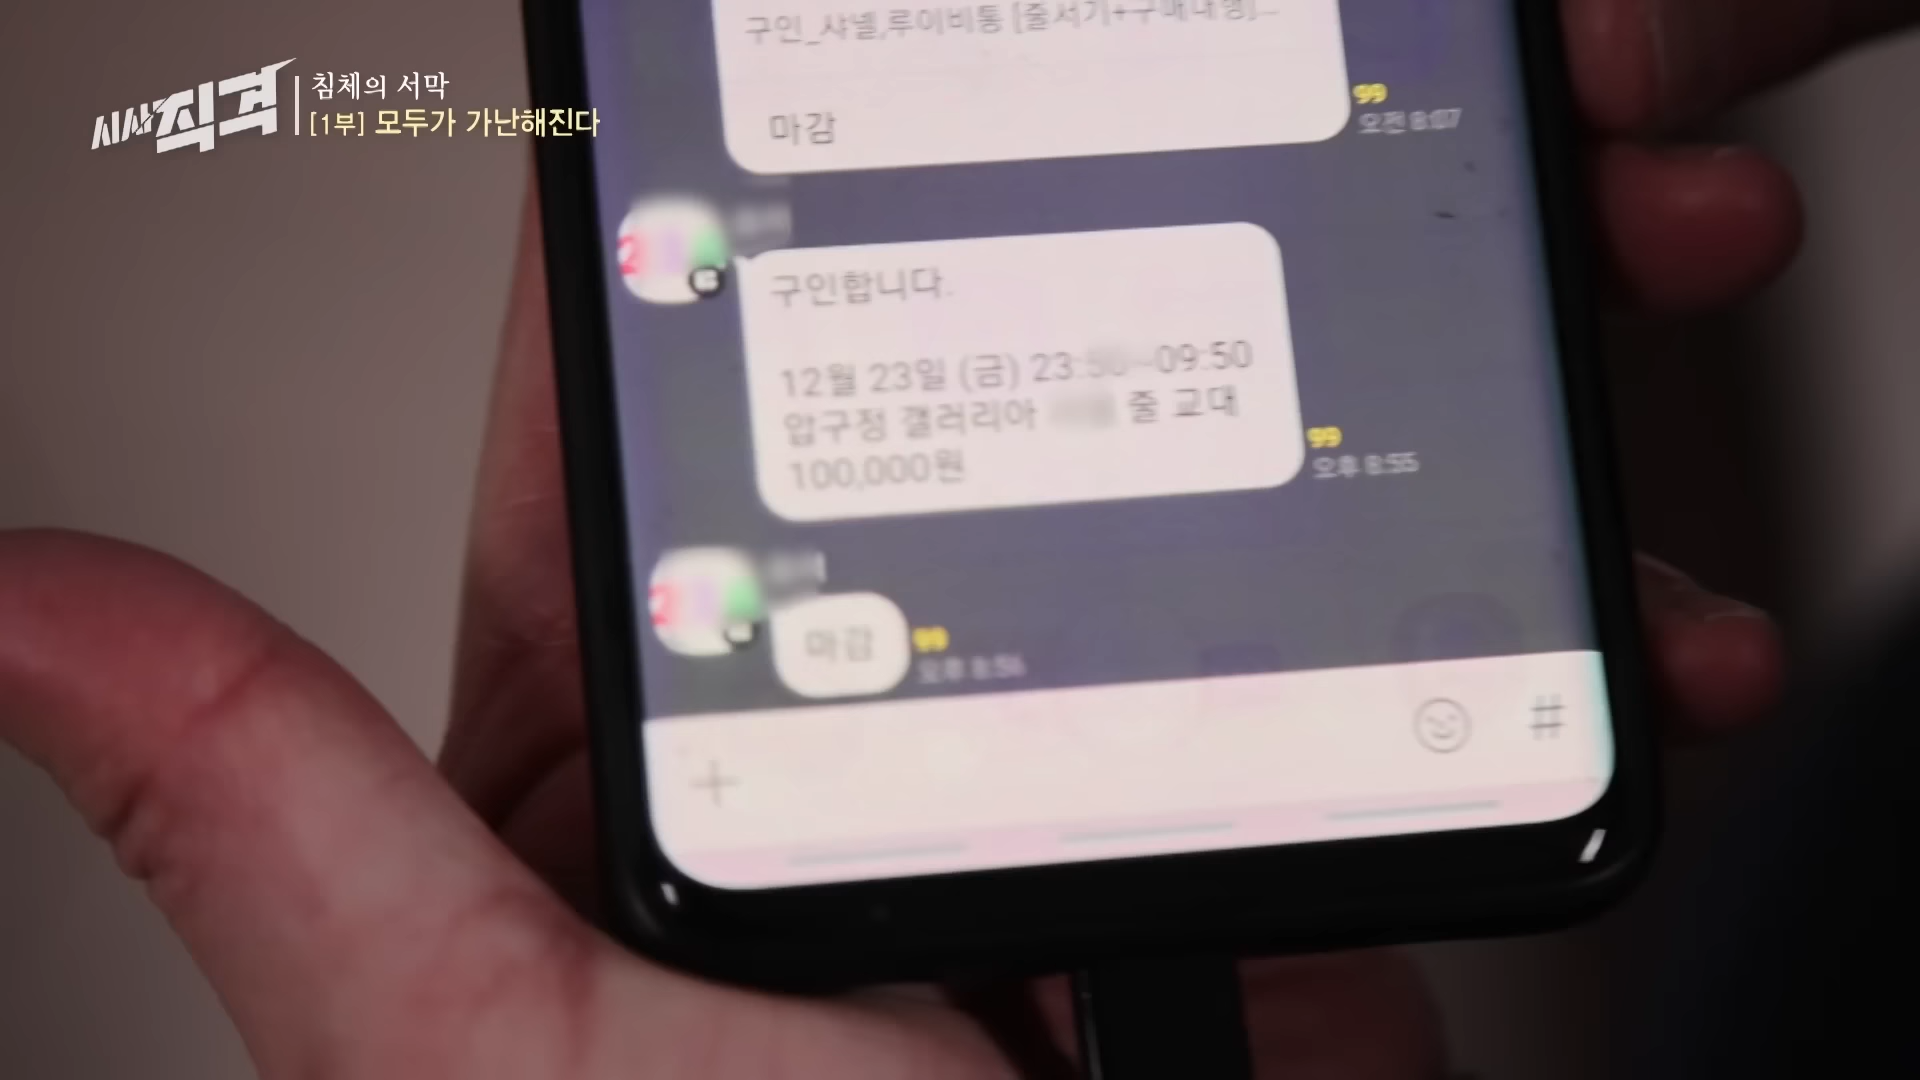 시사 직격
침체의 서막
[1부] 모두가 가난해진다
구인_샤넬,루이비통 [줄서기+구매대행]...
마감
99
오전 8:07
구인합니다.
12월 23일 (금) 23:50~09:50
압구정 갤러리아 줄 교대
100,000원
99
오후 8:55
마감
99
오후 8:56
+
#